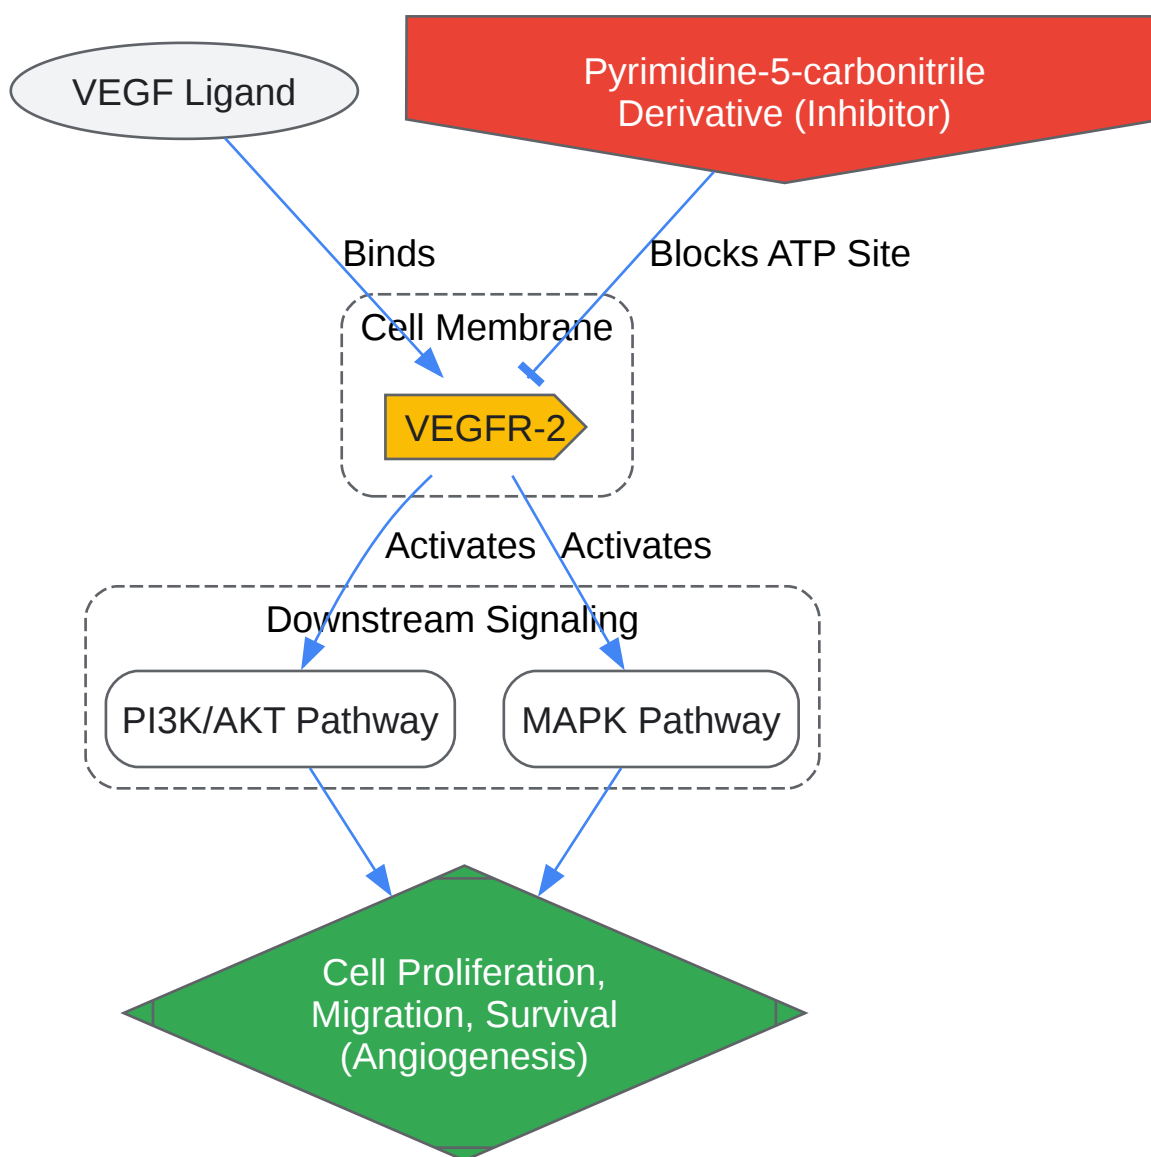 VEGF Ligand
Pyrimidine-5-carbonitrile
Derivative (Inhibitor)
Binds
Blocks ATP Site
Cell Membrane
VEGFR-2
Activates
Activates
Downstream Signaling
PI3K/AKT Pathway
MAPK Pathway
Cell Proliferation,
Migration, Survival
(Angiogenesis)